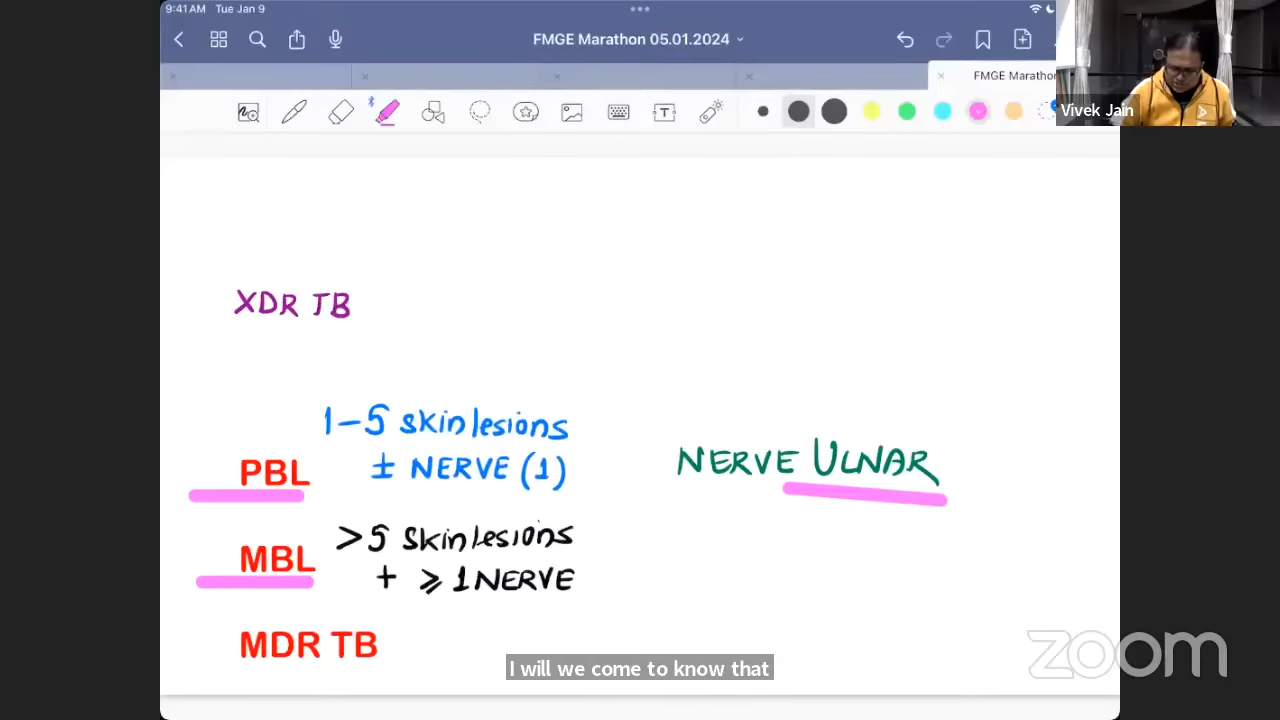 9:41 AM Tue Jan 9
FMGE Marathon 05.01.2024
FMGE Marathon
Vivek Jain
XDR TB
1-5 skin lesions
PBL ± NERVE (1)
NERVE ULNAR
>5 skin lesions
MBL + ≥ 1 NERVE
MDR TB
I will we come to know that
zoom